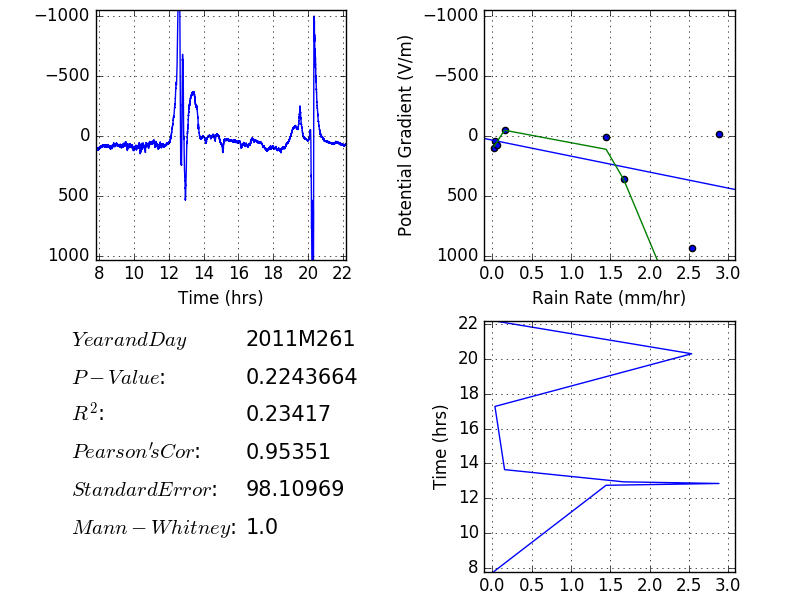 −1000
−500
0
500
1000
8 10 12 14 16 18 20 22
Time (hrs)
−1000
−500
0
500
1000
Potential Gradient (V/m)
0.0 0.5 1.0 1.5 2.0 2.5 3.0
Rain Rate (mm/hr)
YearandDay 2011M261
P − Value: 0.2243664
R²: 0.23417
Pearson'sCor: 0.95351
StandardError: 98.10969
Mann − Whitney: 1.0
22
20
18
16
14
12
10
8
Time (hrs)
0.0 0.5 1.0 1.5 2.0 2.5 3.0